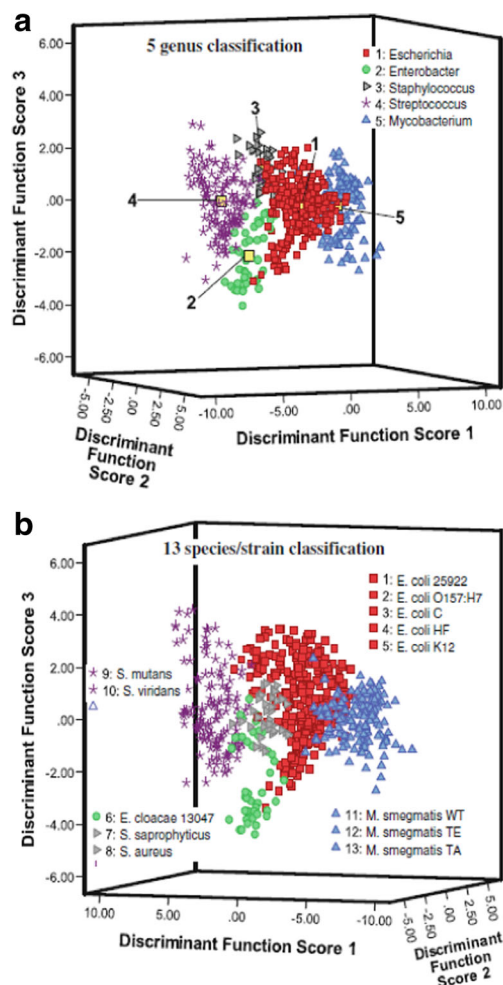 a
5 genus classification
1: Escherichia
2: Enterobacter
3: Staphylococcus
4: Streptococcus
5: Mycobacterium
6.00
4.00
2.00
.00
-2.00
-4.00
-6.00
Discriminant Function Score 3
3
1
4
5
2
-5.00
-2.50
.00
2.50
5.00
-10.00
-5.00
.00
5.00
10.00
Discriminant
Function
Score 2
Discriminant Function Score 1
b
13 species/strain classification
1: E. coli 25922
2: E. coli O157:H7
3: E. coli C
4: E. coli HF
5: E. coli K12
6.00
4.00
2.00
.00
-2.00
-4.00
-6.00
Discriminant Function Score 3
9: S. mutans
10: S. viridans
6: E. cloacae 13047
7: S. saprophyticus
8: S. aureus
11: M. smegmatis WT
12: M. smegmatis TE
13: M. smegmatis TA
10.00
5.00
.00
-5.00
-10.00
-5.00
-2.50
.00
2.50
5.00
Discriminant Function Score 1
Discriminant
Function
Score 2